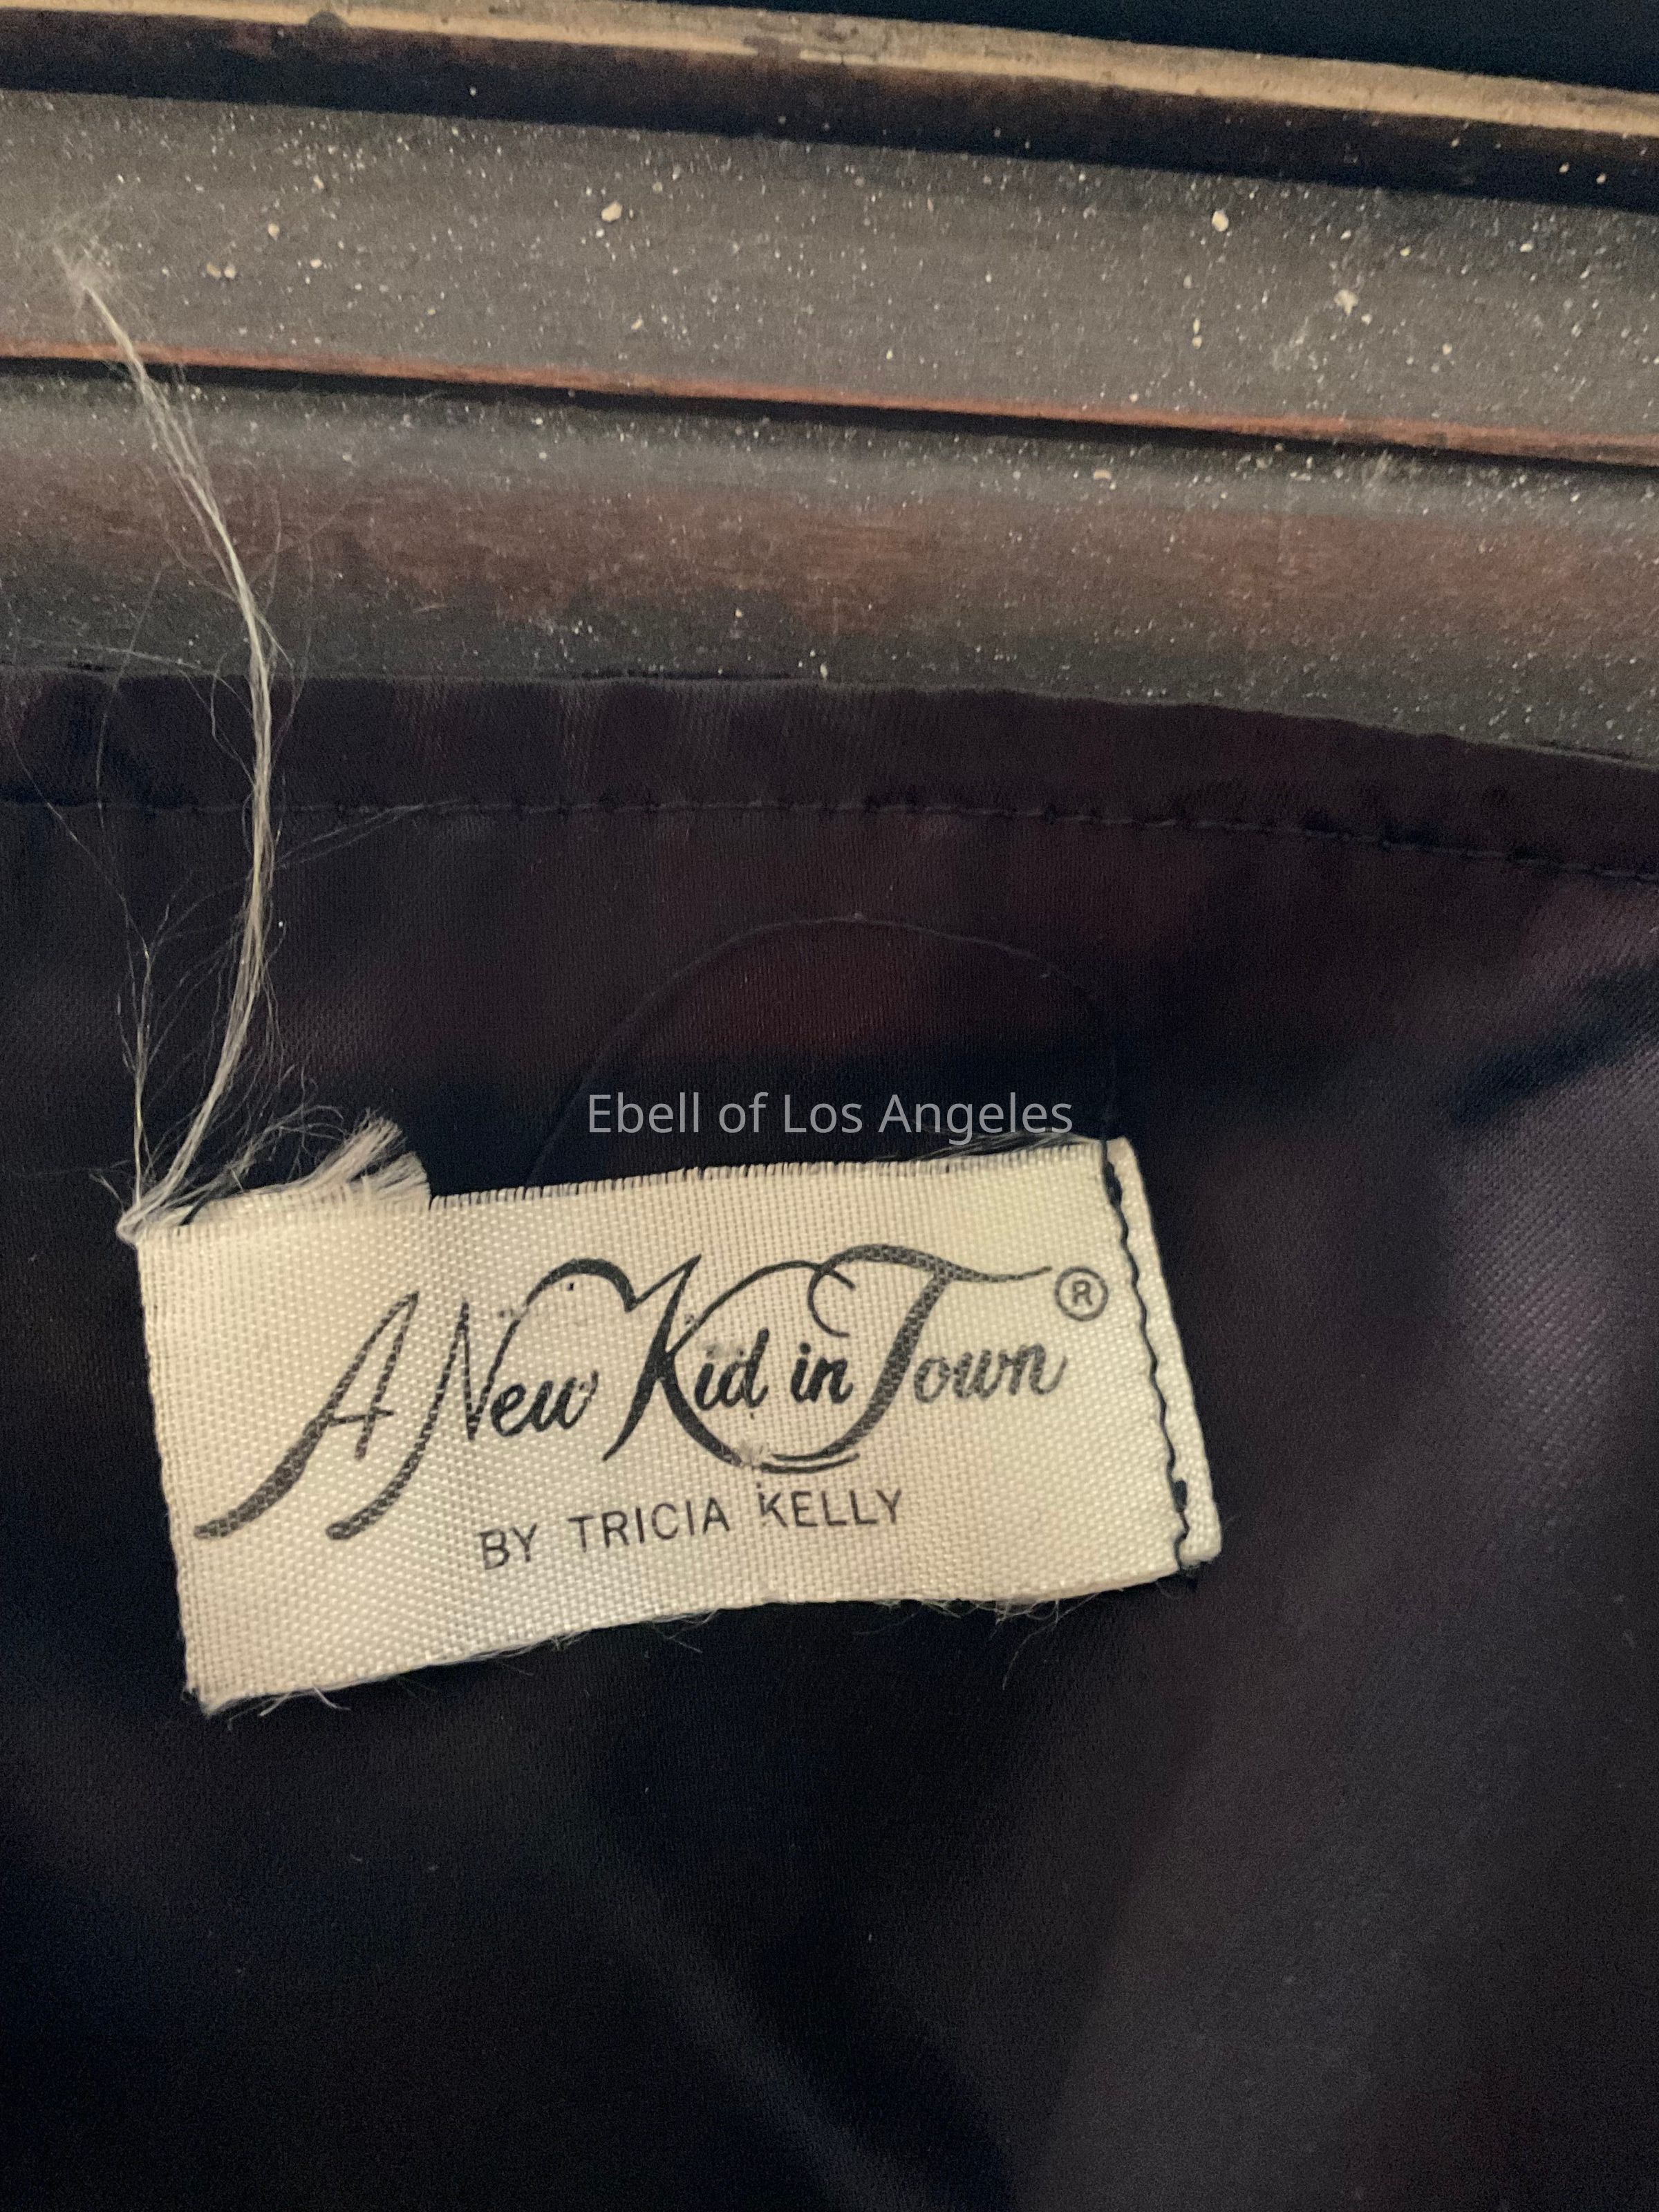 Ebell of Los Angeles
A New Kid in Town ®
BY TRICIA KELLY